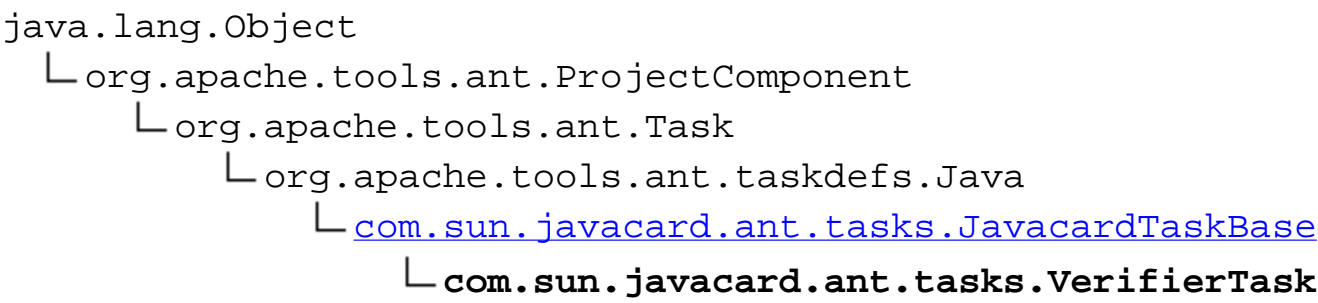 java.lang.Object
org.apache.tools.ant.ProjectComponent
org.apache.tools.ant.Task
org.apache.tools.ant.taskdefs.Java
com.sun.javacard.ant.tasks.JavacardTaskBase
com.sun.javacard.ant.tasks.VerifierTask